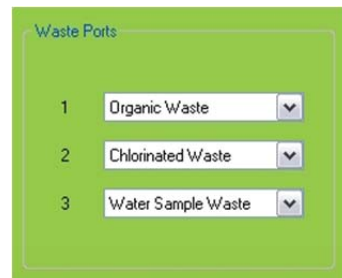 Waste Ports
1 Organic Waste
2 Chlorinated Waste
3 Water Sample Waste